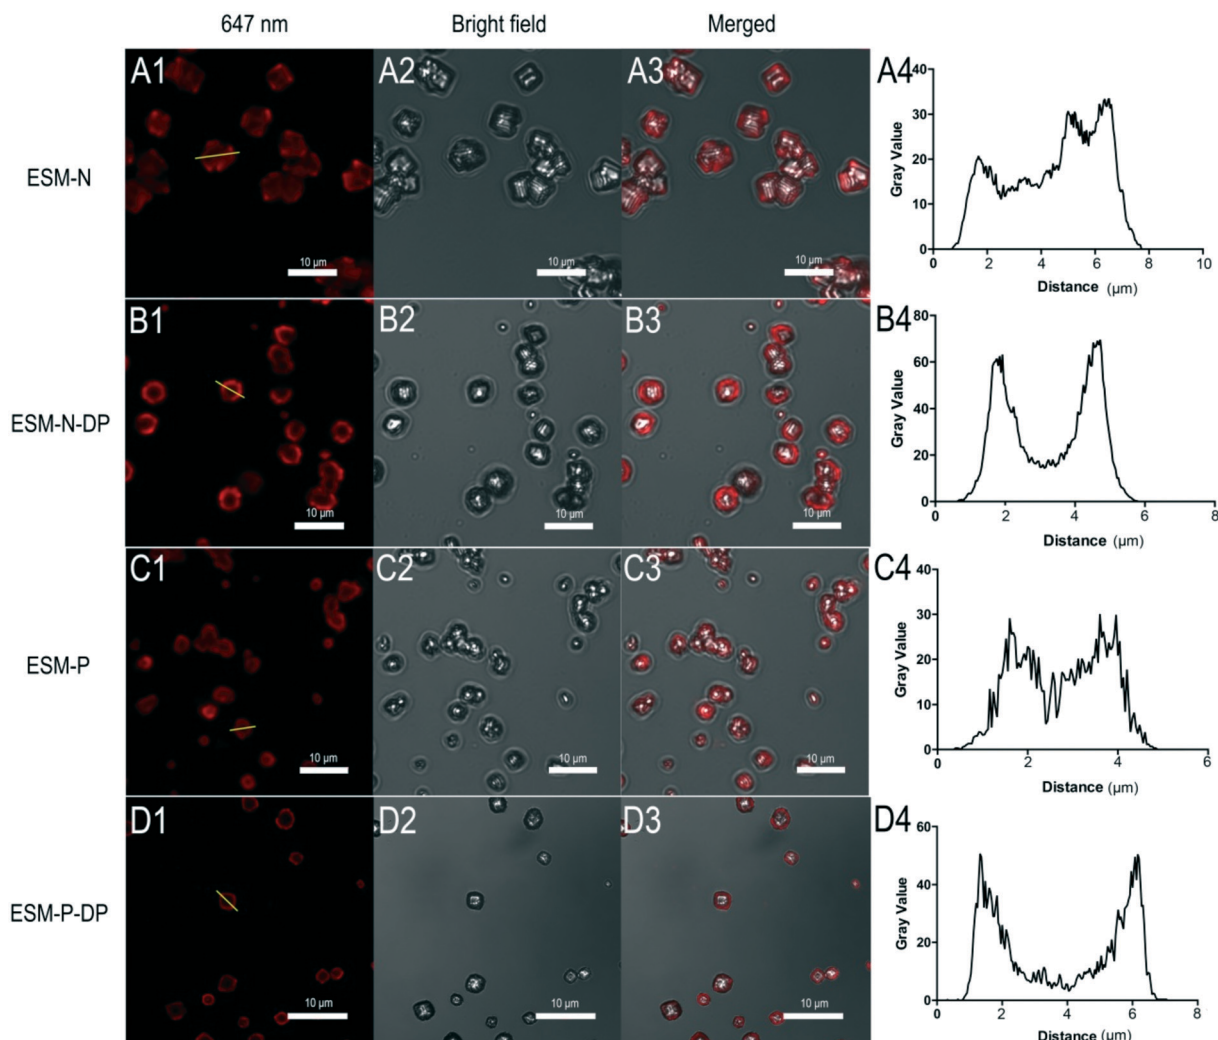 647 nm Bright field Merged
ESM-N
A1 A2 A3 A4
10 µm 10 µm 10 µm
Gray Value
40
30
20
10
0
0 2 4 6 8 10
Distance (µm)
ESM-N-DP
B1 B2 B3 B4
10 µm 10 µm 10 µm
Gray Value
80
60
40
20
0
0 2 4 6 8
Distance (µm)
ESM-P
C1 C2 C3 C4
10 µm 10 µm 10 µm
Gray Value
40
30
20
10
0
0 2 4 6
Distance (µm)
ESM-P-DP
D1 D2 D3 D4
10 µm 10 µm 10 µm
Gray Value
60
40
20
0
0 2 4 6 8
Distance (µm)